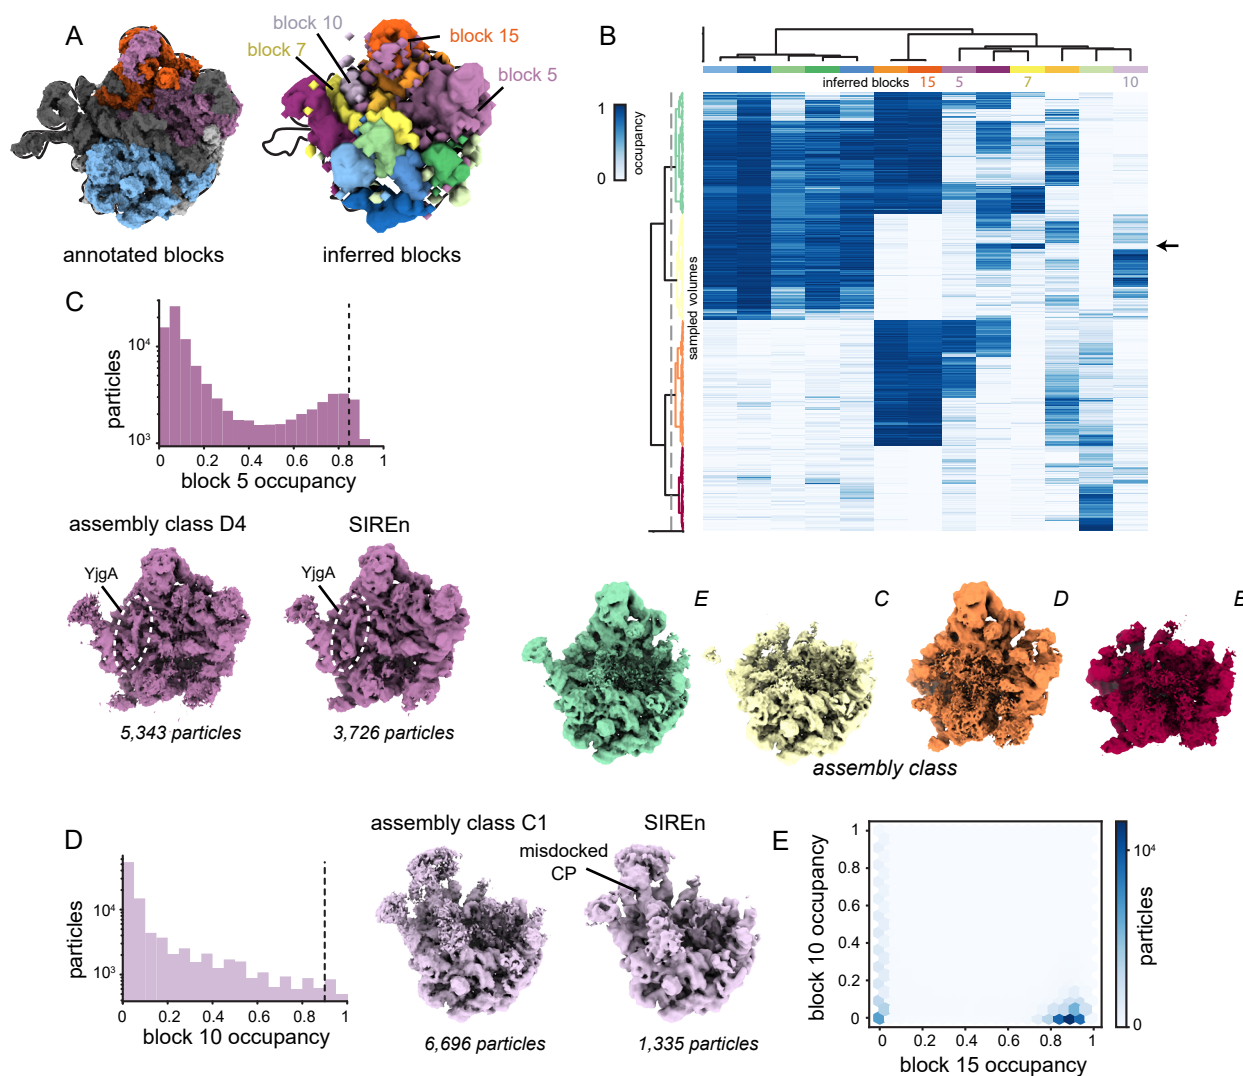 A
block 10
block 7
block 15
block 5
annotated blocks
inferred blocks
B
inferred blocks 15 5 7 10
1
0
occupancy
sampled volumes
C
particles
10⁴
10³
0 0.2 0.4 0.6 0.8 1
block 5 occupancy
assembly class D4
SIREn
YjgA
YjgA
5,343 particles
3,726 particles
E
C
D
B
assembly class
D
particles
10⁴
10³
0 0.2 0.4 0.6 0.8 1
block 10 occupancy
assembly class C1
SIREn
misdocked
CP
6,696 particles
1,335 particles
E
block 10 occupancy
1
0.8
0.6
0.4
0.2
0
0 0.2 0.4 0.6 0.8 1
block 15 occupancy
10⁴
0
particles